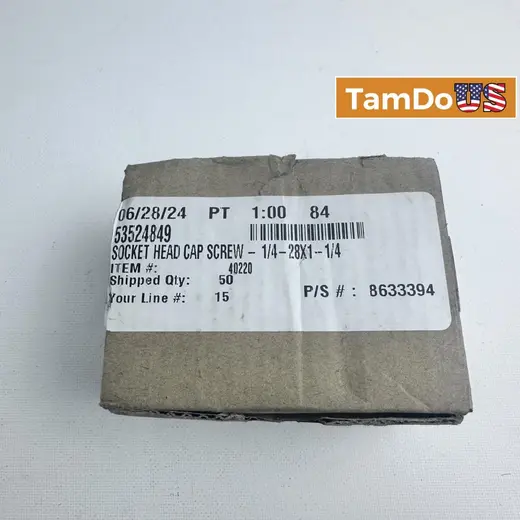 TamDoUS
06/28/24 PT 1:00 84
53524849
SOCKET HEAD CAP SCREW - 1/4-28X1-1/4
ITEM #: 40220
Shipped Qty: 50
Your Line #: 15
P/S #: 8633394